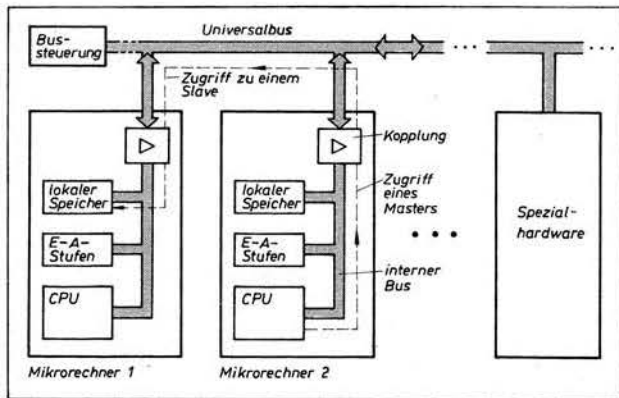 Universalbus
Bus-
steuerung
Zugriff zu einem
Slave
Kopplung
lokaler
Speicher
E-A-
Stufen
CPU
Mikrorechner 1
lokaler
Speicher
E-A-
Stufen
CPU
Mikrorechner 2
Zugriff
eines
Masters
interner
Bus
Spezial-
hardware